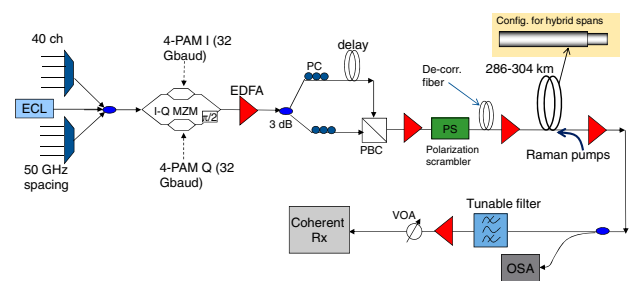 Config. for hybrid spans
40 ch
4-PAM I (32
Gbaud)
delay
PC
286-304 km
De-corr.
fiber
EDFA
ECL
I-Q MZM
π/2
3 dB
PS
PBC
Polarization
scrambler
Raman pumps
50 GHz
spacing
4-PAM Q (32
Gbaud)
Coherent
Rx
VOA
Tunable filter
OSA